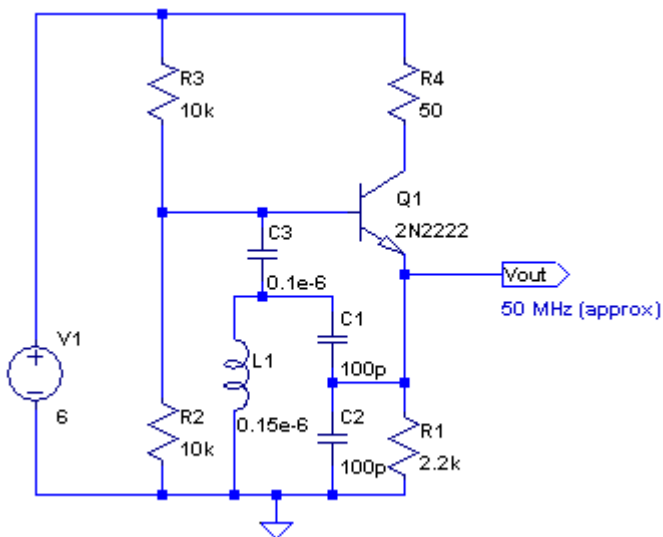 R3
10k
R4
50
Q1
2N2222
C3
0.1e-6
Vout
50 MHz (approx)
V1
6
L1
0.15e-6
C1
100p
R2
10k
C2
100p
R1
2.2k